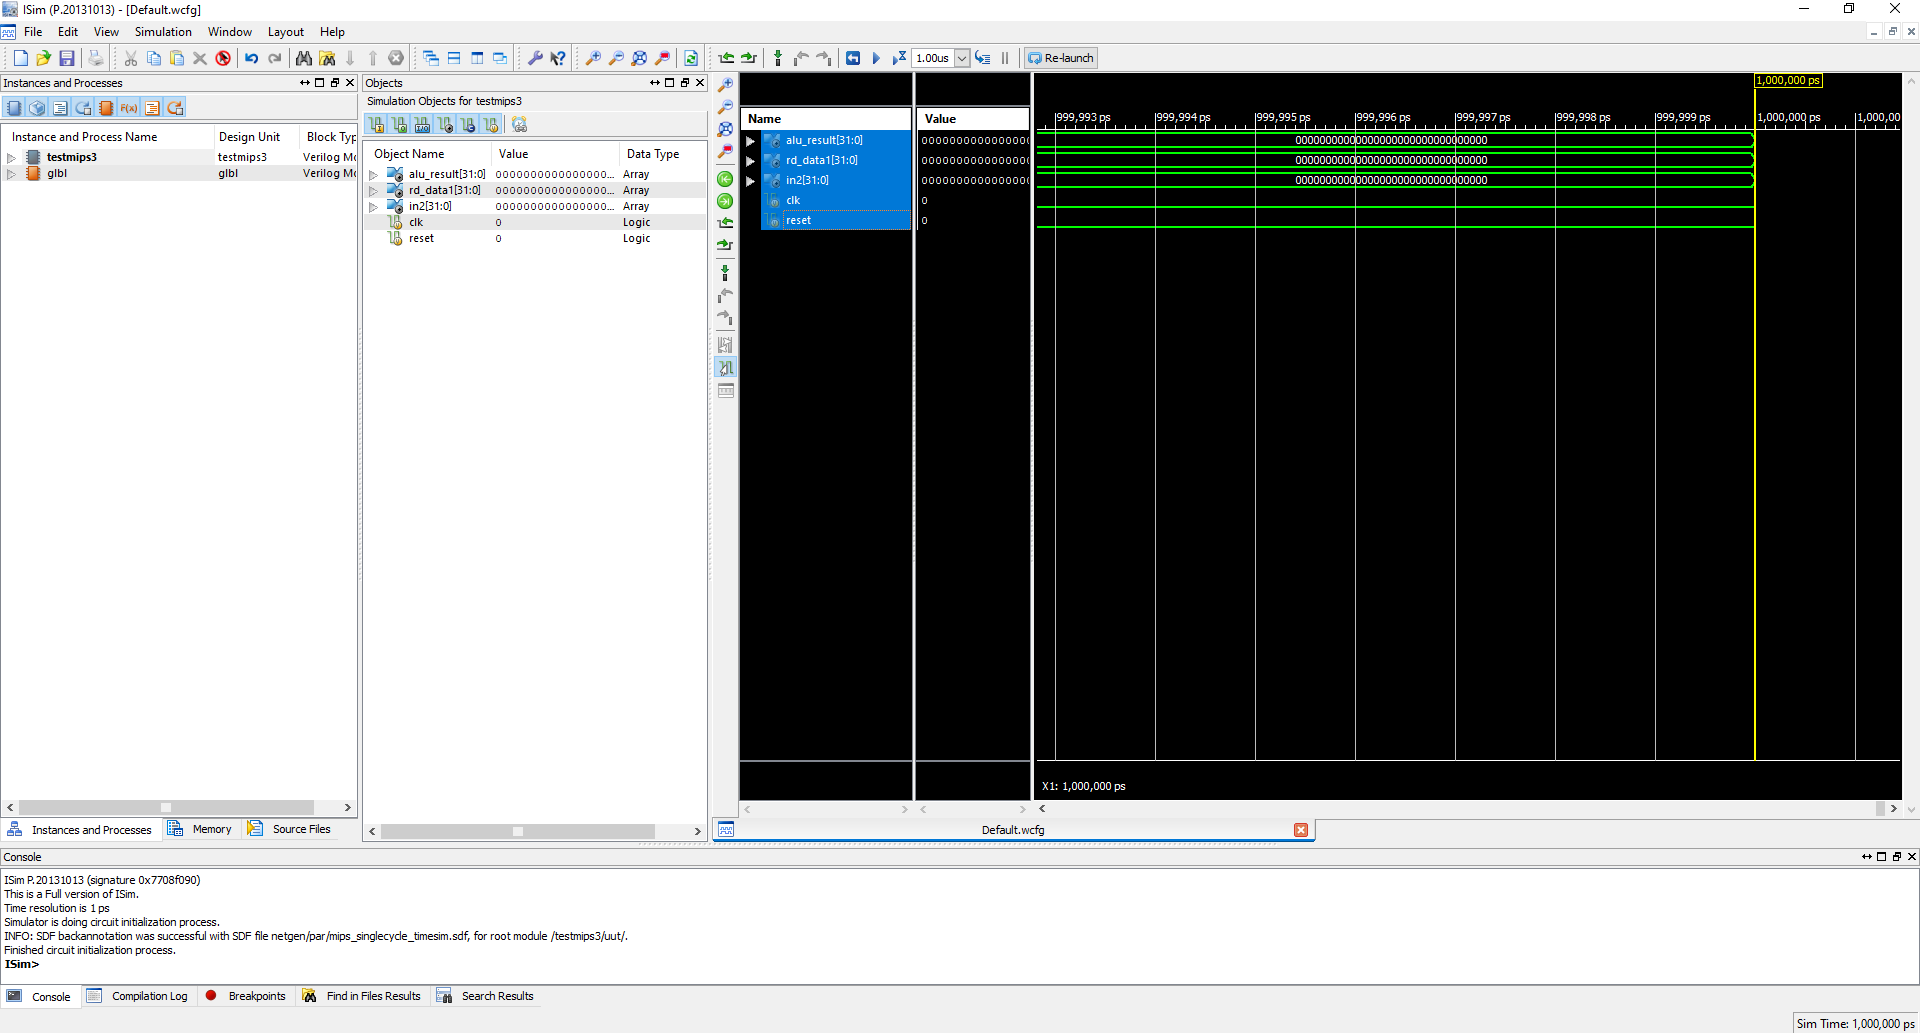 ISim (P.20131013) - [Default.wcfg]
File Edit View Simulation Window Layout Help
1.00us Re-launch
Instances and Processes
Instance and Process Name Design Unit Block Typ
testmips3 testmips3 Verilog Mo
glbl glbl Verilog Mo
Instances and Processes Memory Source Files
Objects
Simulation Objects for testmips3
Object Name Value Data Type
alu_result[31:0] 0000000000000000... Array
rd_data1[31:0] 0000000000000000... Array
in2[31:0] 0000000000000000... Array
clk 0 Logic
reset 0 Logic
Name Value
alu_result[31:0]
rd_data1[31:0]
in2[31:0]
clk 0
reset 0
1,000,000 ps
999,993 ps 999,994 ps 999,995 ps 999,996 ps 999,997 ps 999,998 ps 999,999 ps 1,000,000 ps 1,000,00
00000000000000000000000000000000
00000000000000000000000000000000
00000000000000000000000000000000
X1: 1,000,000 ps
Default.wcfg
Console
ISim P.20131013 (signature 0x7708f090)
This is a Full version of ISim.
Time resolution is 1 ps
Simulator is doing circuit initialization process.
INFO: SDF backannotation was successful with SDF file netgen/par/mips_singlecycle_timesim.sdf, for root module /testmips3/uut/.
Finished circuit initialization process.
ISim>
Console Compilation Log Breakpoints Find in Files Results Search Results
Sim Time: 1,000,000 ps